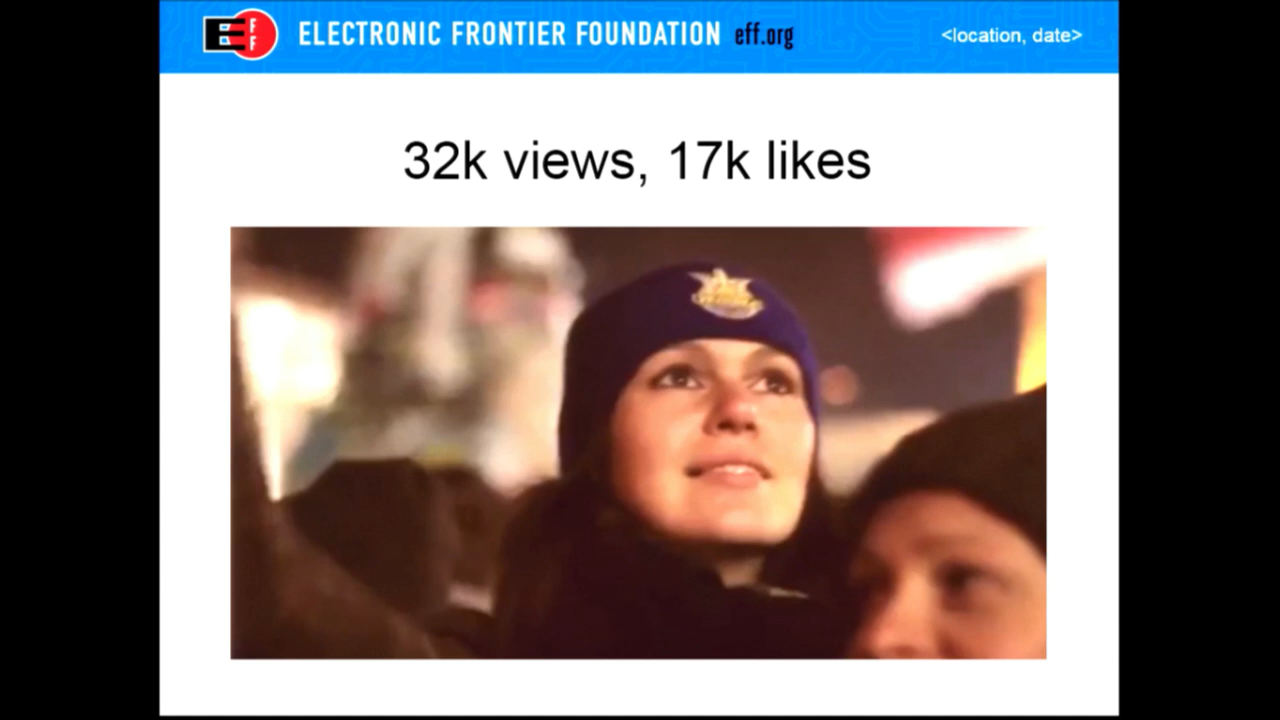 EFF ELECTRONIC FRONTIER FOUNDATION eff.org <location, date>
32k views, 17k likes